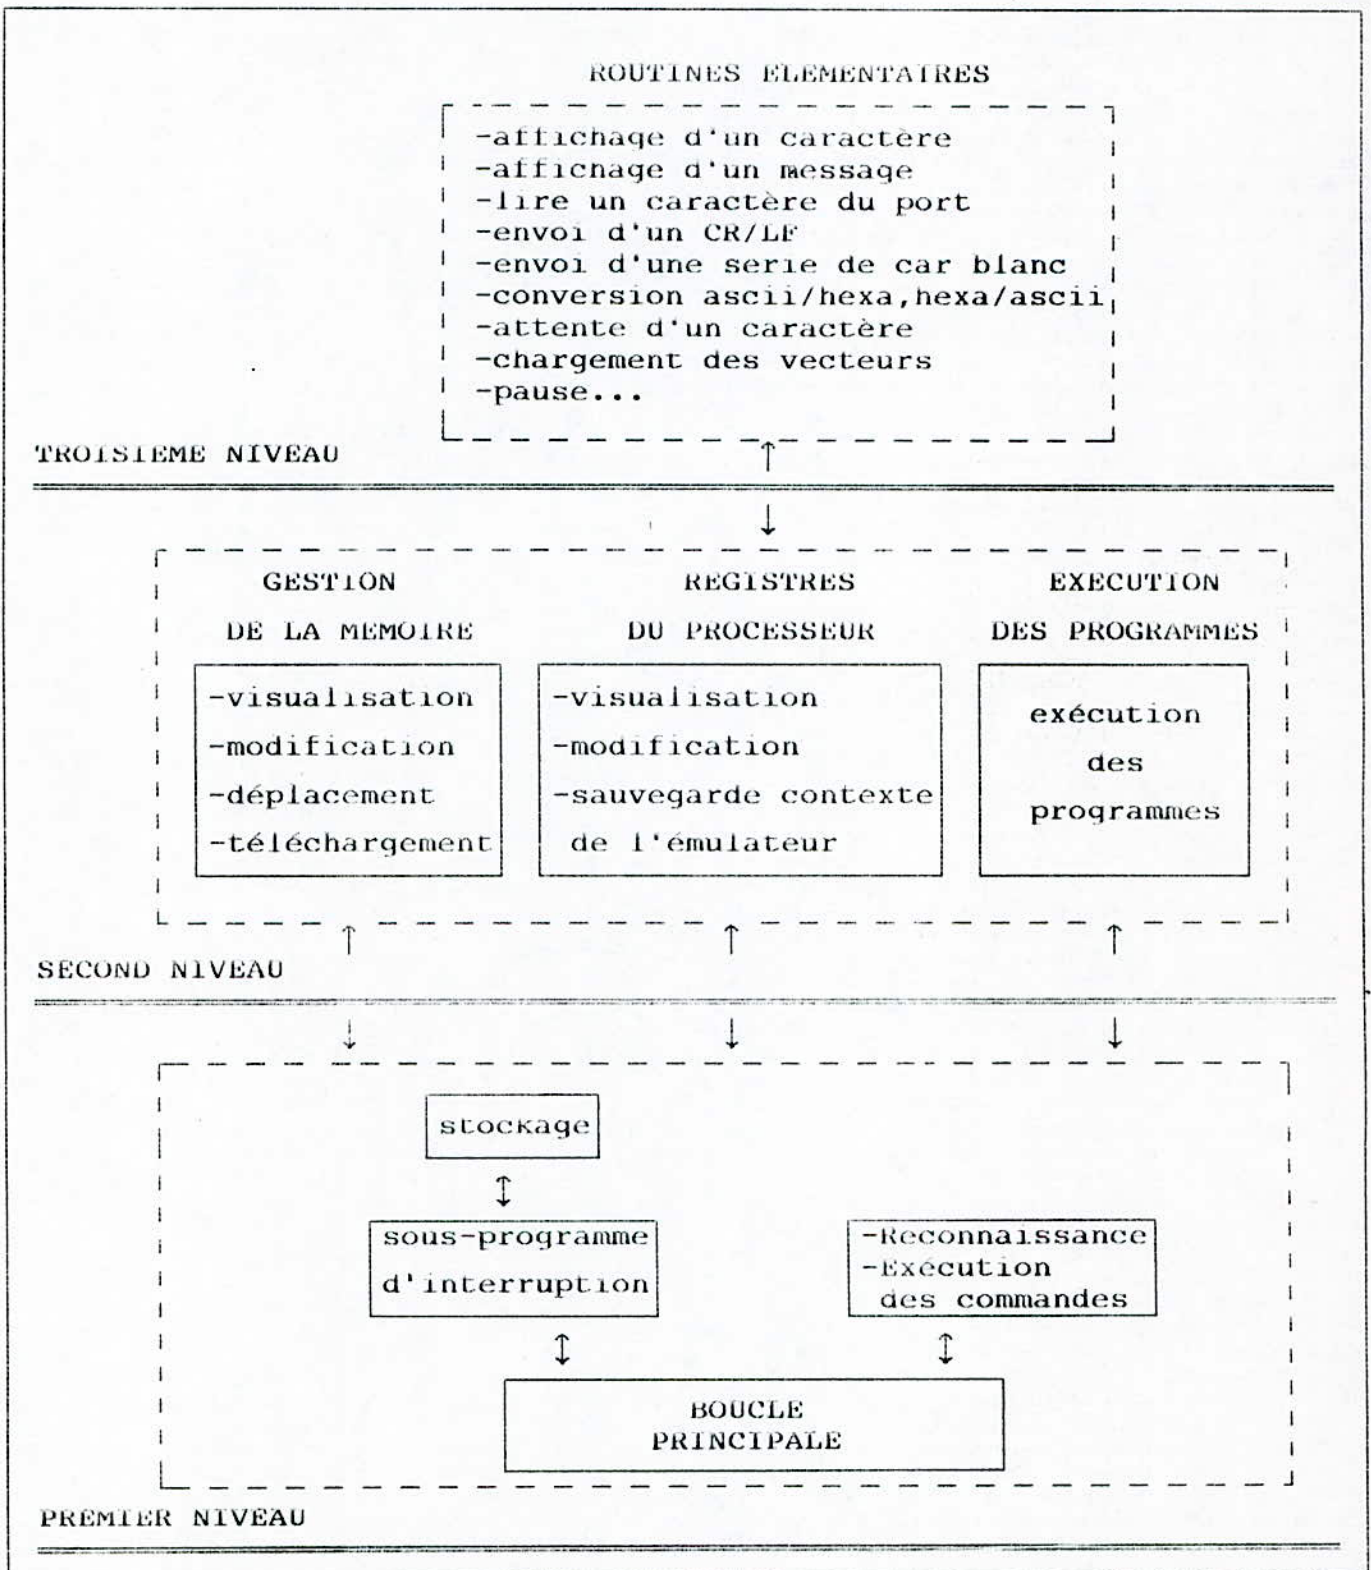 ROUTINES ELEMENTAIRES
-affichage d'un caractère
-affichage d'un message
-lire un caractère du port
-envoi d'un CR/LF
-envoi d'une serie de car blanc
-conversion ascii/hexa,hexa/ascii
-attente d'un caractère
-chargement des vecteurs
-pause...
TROISIEME NIVEAU
GESTION
DE LA MEMOIRE
-visualisation
-modification
-déplacement
-téléchargement
REGISTRES
DU PROCESSEUR
-visualisation
-modification
-sauvegarde contexte
de l'émulateur
EXECUTION
DES PROGRAMMES
exécution
des
programmes
SECOND NIVEAU
stockage
sous-programme
d'interruption
-Reconnaissance
-Exécution
des commandes
BOUCLE
PRINCIPALE
PREMIER NIVEAU